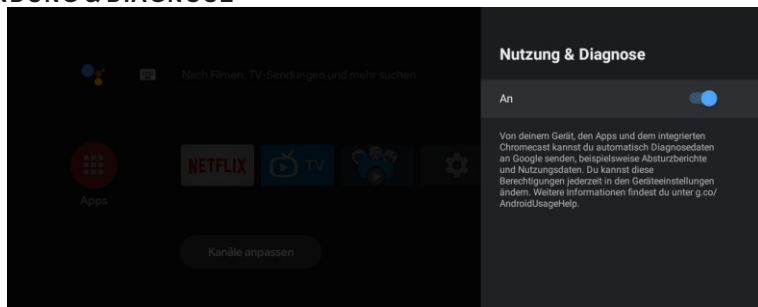 Nach Filmen, TV-Sendungen und mehr suchen
NETFLIX
TV
Apps
Kanäle anpassen
Nutzung & Diagnose
An
Von deinem Gerät, den Apps und dem integrierten
Chromecast kannst du automatisch Diagnosedaten
an Google senden, beispielsweise Absturzberichte
und Nutzungsdaten. Du kannst diese
Berechtigungen jederzeit in den Geräteeinstellungen
ändern. Weitere Informationen findest du unter g.co/
AndroidUsageHelp.